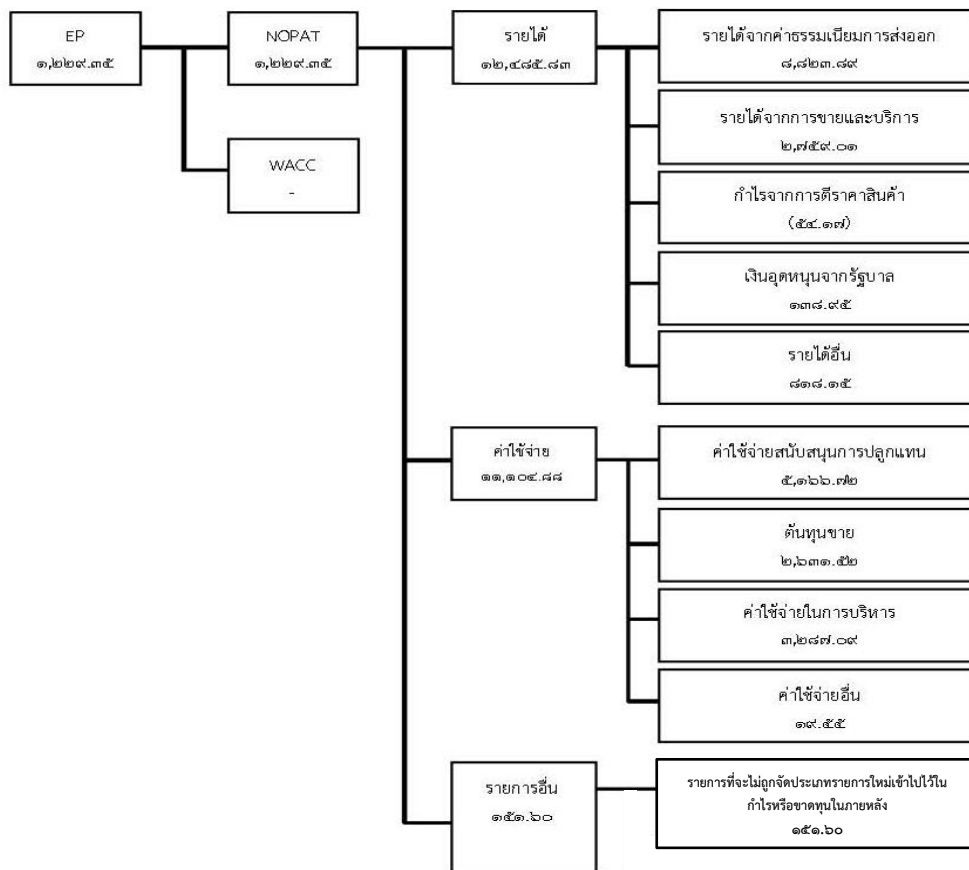 EP
๑,๒๒๙.๓๕
NOPAT
๑,๒๒๙.๓๕
WACC
-
รายได้
๑๒,๔๘๕.๘๓
รายได้จากค่าธรรมเนียมการส่งออก
๘,๘๒๓.๘๙
รายได้จากการขายและบริการ
๒,๗๕๙.๐๑
กำไรจากการตีราคาสินค้า
(๕๔.๑๗)
เงินอุดหนุนจากรัฐบาล
๑๓๘.๙๕
รายได้อื่น
๘๑๘.๑๕
ค่าใช้จ่าย
๑๑,๑๐๔.๘๘
ค่าใช้จ่ายสนับสนุนการปลูกแทน
๕,๑๖๖.๗๒
ต้นทุนขาย
๒,๖๓๑.๕๒
ค่าใช้จ่ายในการบริหาร
๓,๒๘๗.๐๙
ค่าใช้จ่ายอื่น
๑๙.๕๕
รายการอื่น
๑๕๑.๖๐
รายการที่จะไม่ถูกจัดประเภทรายการใหม่เข้าไปไว้ใน
กำไรหรือขาดทุนในภายหลัง
๑๕๑.๖๐